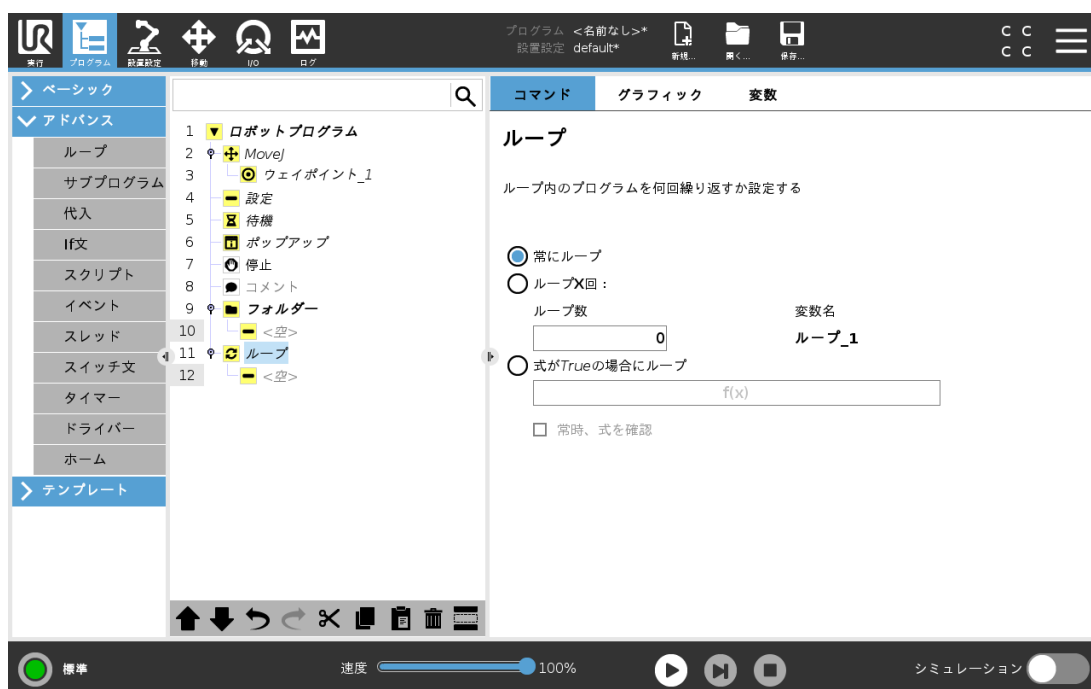 プログラム <名前なし>*
設置設定 default*
実行 プログラム 設置設定 移動 I/O ログ 新規... 開く... 保存...
C C
C C
ベーシック
アドバンス
ループ
サブプログラム
代入
If文
スクリプト
イベント
スレッド
スイッチ文
タイマー
ドライバー
ホーム
テンプレート
1 ロボットプログラム
2 MoveJ
3 ウェイポイント_1
4 設定
5 待機
6 ポップアップ
7 停止
8 コメント
9 フォルダー
10 <空>
11 ループ
12 <空>
コマンド グラフィック 変数
ループ
ループ内のプログラムを何回繰り返すか設定する
常にループ
ループX回：
ループ数 変数名
0 ループ_1
式がTrueの場合にループ
f(x)
常時、式を確認
標準 速度 100% シミュレーション